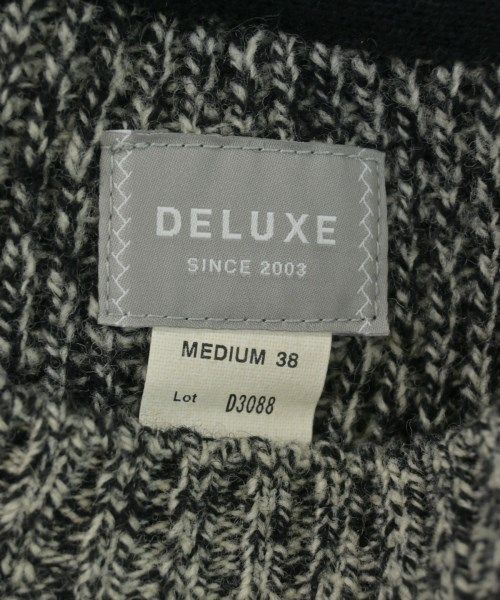 DELUXE
SINCE 2003
MEDIUM 38
Lot D3088